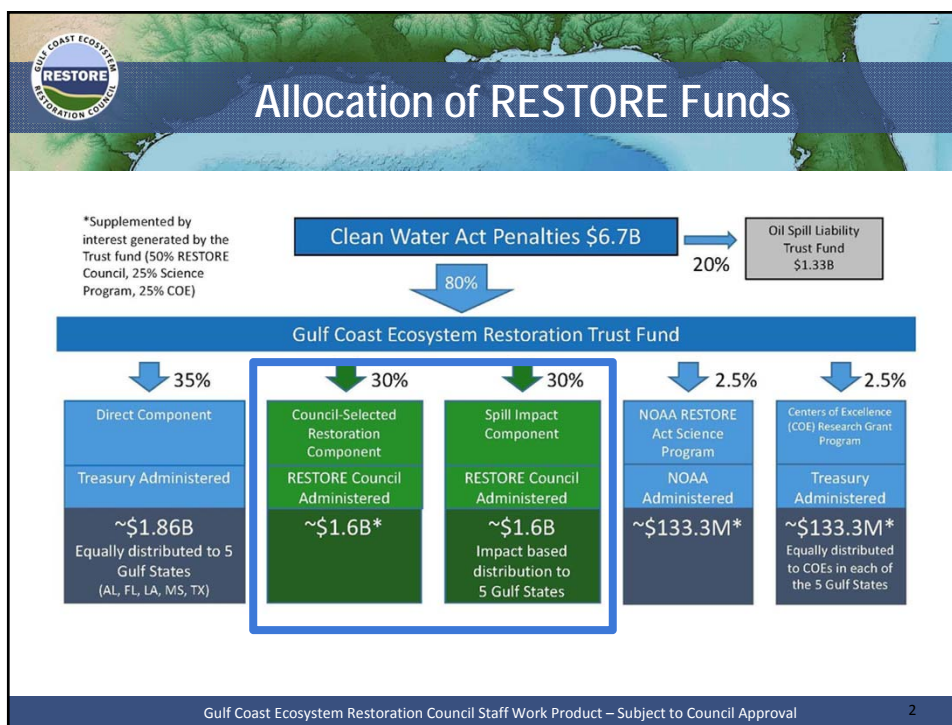 GULF COAST ECOSYSTEM
RESTORE
RESTORATION COUNCIL
Allocation of RESTORE Funds
*Supplemented by
interest generated by the
Trust fund (50% RESTORE
Council, 25% Science
Program, 25% COE)
Clean Water Act Penalties $6.7B
20%
Oil Spill Liability
Trust Fund
$1.33B
80%
Gulf Coast Ecosystem Restoration Trust Fund
35%
30%
30%
2.5%
2.5%
Direct Component
Treasury Administered
~$1.86B
Equally distributed to 5
Gulf States
(AL, FL, LA, MS, TX)
Council-Selected
Restoration
Component
RESTORE Council
Administered
~$1.6B*
Spill Impact
Component
RESTORE Council
Administered
~$1.6B
Impact based
distribution to
5 Gulf States
NOAA RESTORE
Act Science
Program
NOAA
Administered
~$133.3M*
Centers of Excellence
(COE) Research Grant
Program
Treasury
Administered
~$133.3M*
Equally distributed
to COEs in each of
the 5 Gulf States
Gulf Coast Ecosystem Restoration Council Staff Work Product – Subject to Council Approval
2